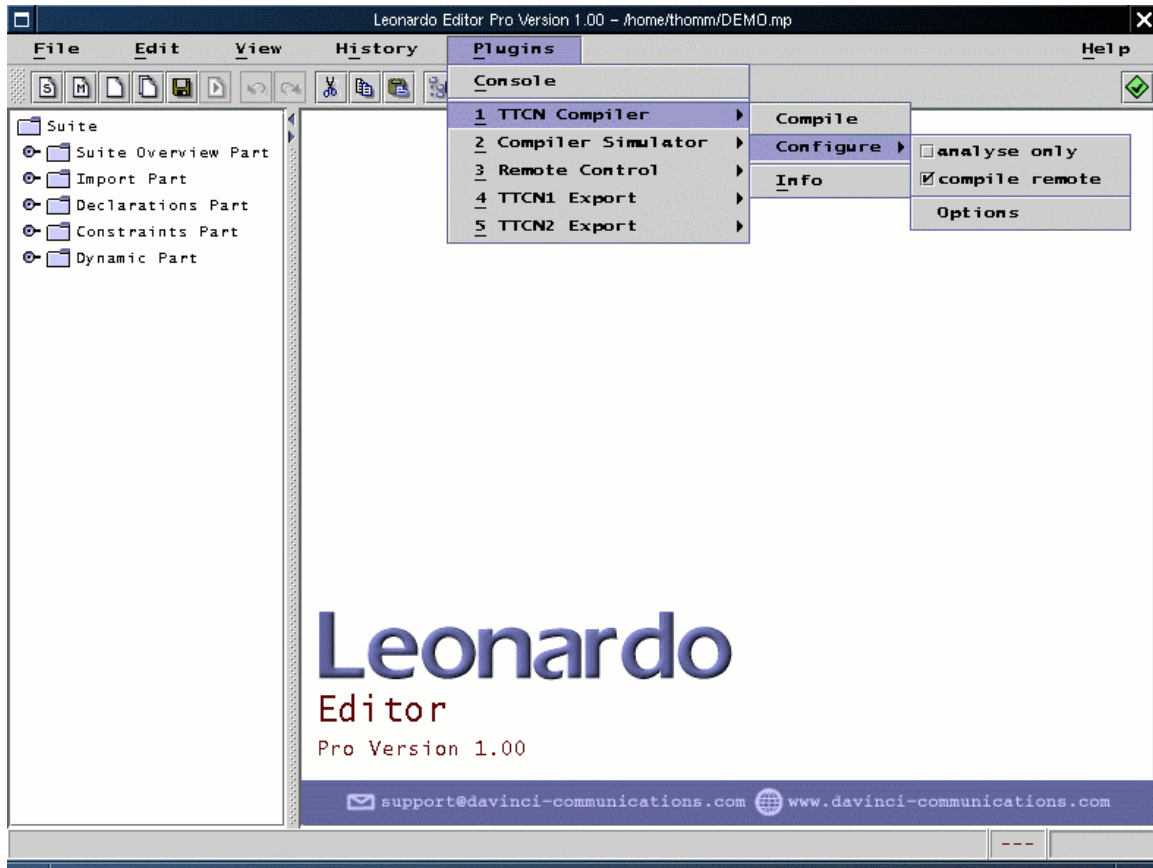 Leonardo Editor Pro Version 1.00 – /home/thomm/DEMO.mp
File Edit View History Plugins Help
S M
Console
1 TTCN Compiler
2 Compiler Simulator
3 Remote Control
4 TTCN1 Export
5 TTCN2 Export
Compile
Configure
Info
analyse only
compile remote
Options
Suite
Suite Overview Part
Import Part
Declarations Part
Constraints Part
Dynamic Part
Leonardo
Editor
Pro Version 1.00
support@davinci-communications.com www.davinci-communications.com
---